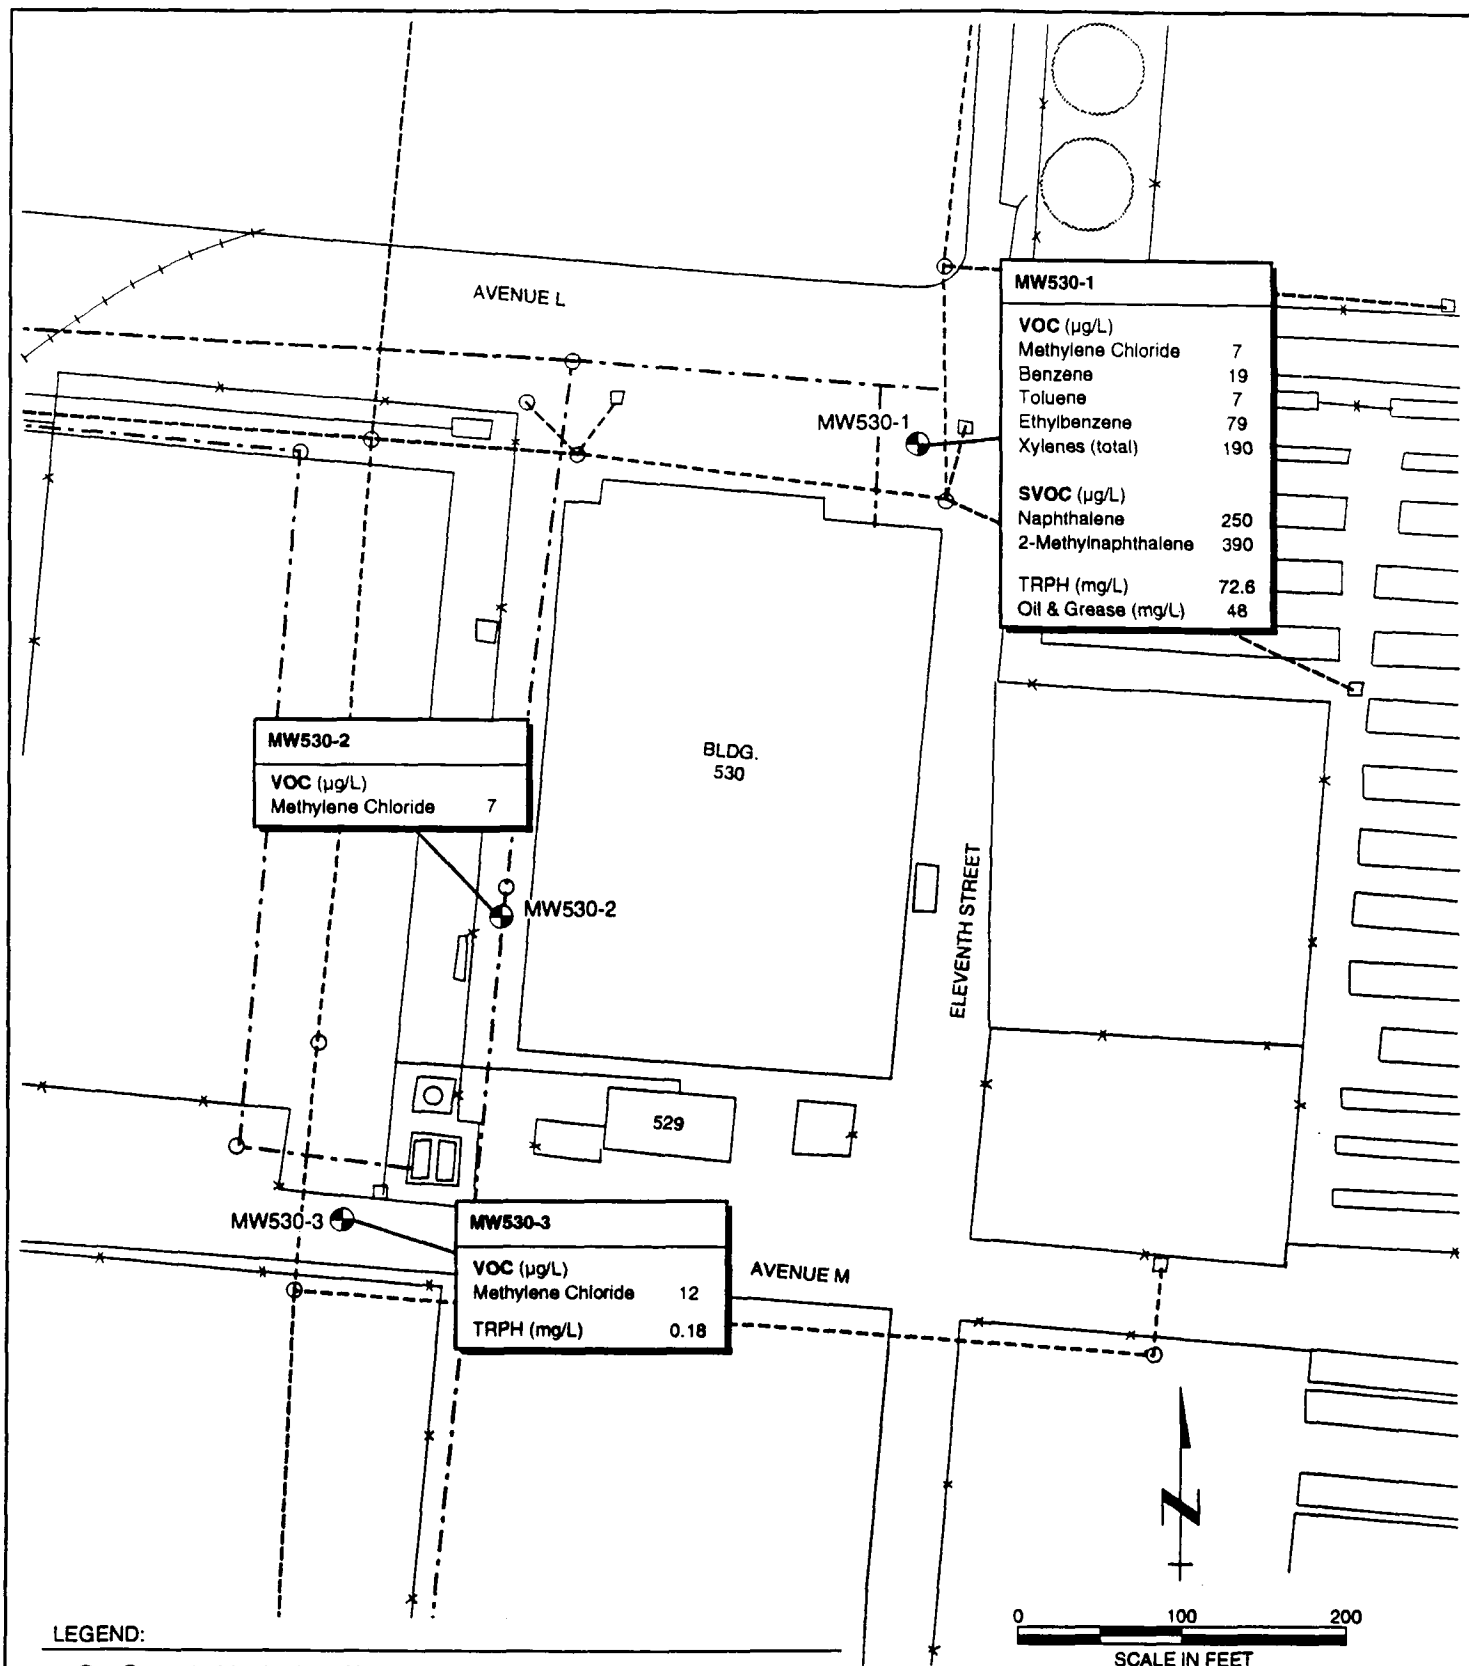 AVENUE L
MW530-1
VOC (µg/L)
Methylene Chloride 7
Benzene 19
Toluene 7
Ethylbenzene 79
Xylenes (total) 190
SVOC (µg/L)
Naphthalene 250
2-Methylnaphthalene 390
TRPH (mg/L) 72.6
Oil & Grease (mg/L) 48
MW530-1
MW530-2
VOC (µg/L)
Methylene Chloride 7
BLDG.
530
MW530-2
ELEVENTH STREET
529
MW530-3
MW530-3
VOC (µg/L)
Methylene Chloride 12
TRPH (mg/L) 0.18
AVENUE M
N
0 100 200
SCALE IN FEET
LEGEND: